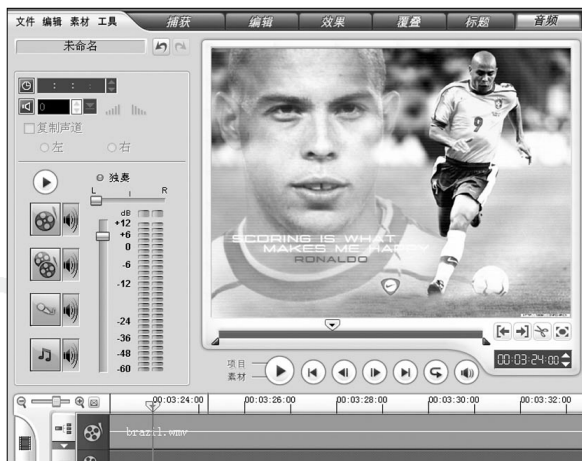 文件 编辑 素材 工具 捕获 编辑 效果 覆叠 标题 音频
未命名
0
复制声道
左 右
独奏
L R
dB
+12
+6
0
-6
-12
-24
-36
-48
-60
SCORING IS WHAT
MAKES ME HAPPY
RONALDO
9
项目
素材
00:03:24:00
00:03:24:00 00:03:26:00 00:03:28:00 00:03:30:00 00:03:32:00
brazil.wmv